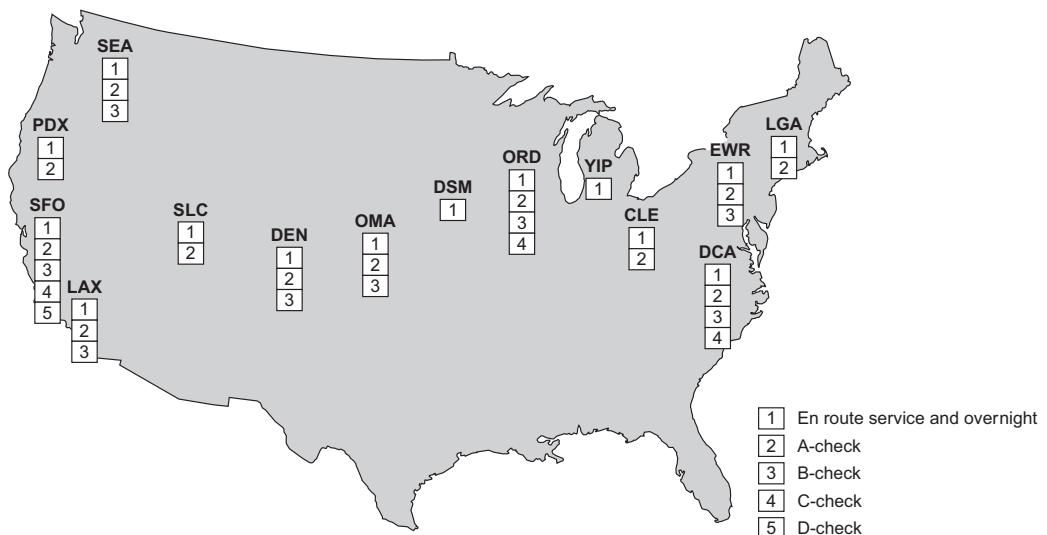 SEA
1
2
3
PDX
1
2
SFO
1
2
3
4
5
LAX
1
2
3
SLC
1
2
DEN
1
2
3
OMA
1
2
3
DSM
1
ORD
1
2
3
4
YIP
1
CLE
1
2
EWR
1
2
3
LGA
1
2
DCA
1
2
3
4
1 En route service and overnight
2 A-check
3 B-check
4 C-check
5 D-check